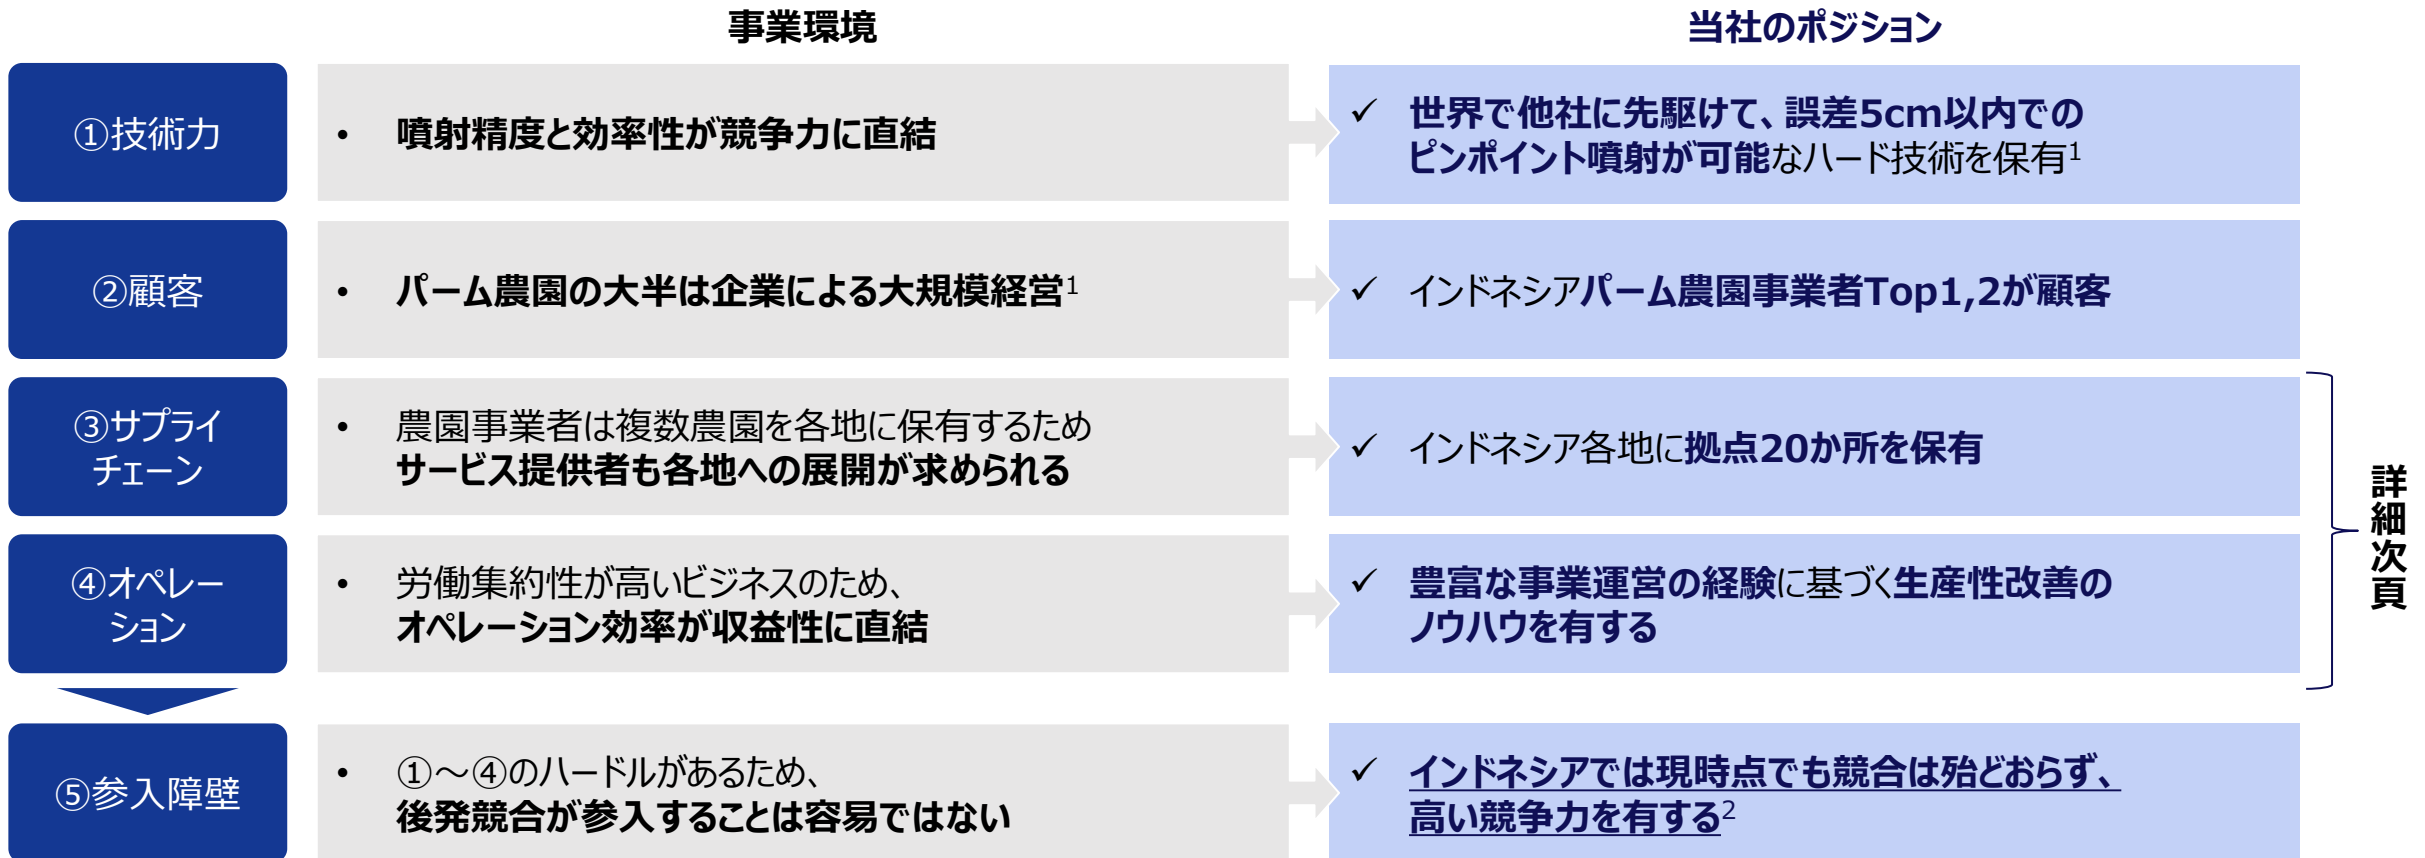 事業環境
当社のポジション
①技術力
• 噴射精度と効率性が競争力に直結
✓ 世界で他社に先駆けて、誤差5cm以内での
ピンポイント噴射が可能なハード技術を保有1
②顧客
• パーム農園の大半は企業による大規模経営1
✓ インドネシアパーム農園事業者Top1,2が顧客
③サプライ
チェーン
• 農園事業者は複数農園を各地に保有するため
サービス提供者も各地への展開が求められる
✓ インドネシア各地に拠点20か所を保有
④オペレー
ション
• 労働集約性が高いビジネスのため、
オペレーション効率が収益性に直結
✓ 豊富な事業運営の経験に基づく生産性改善の
ノウハウを有する
詳細次頁
⑤参入障壁
• ①～④のハードルがあるため、
後発競合が参入することは容易ではない
✓ インドネシアでは現時点でも競合は殆どおらず、
高い競争力を有する2